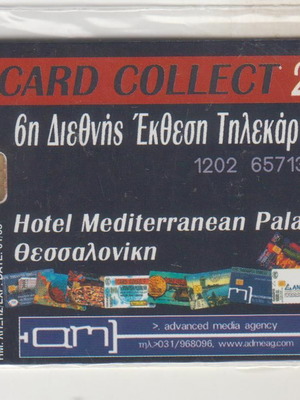 CARD COLLECT 2
6η Διεθνής Έκθεση Τηλεκάρ
1202 65713
Hotel Mediterranean Pala
Θεσσαλονίκη
>. advanced media agency
τηλ.>031/968096, www.admeag.com